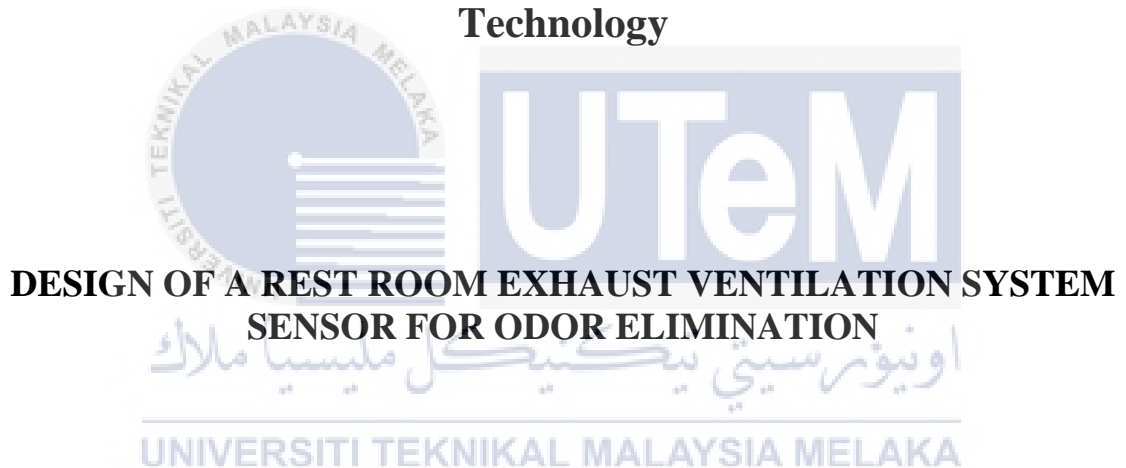 Technology
UNIVERSITI TEKNIKAL MALAYSIA MELAKA
UTeM
DESIGN OF A REST ROOM EXHAUST VENTILATION SYSTEM
SENSOR FOR ODOR ELIMINATION
اونيۏرسيتي تيكنيكل مليسيا ملاك
UNIVERSITI TEKNIKAL MALAYSIA MELAKA